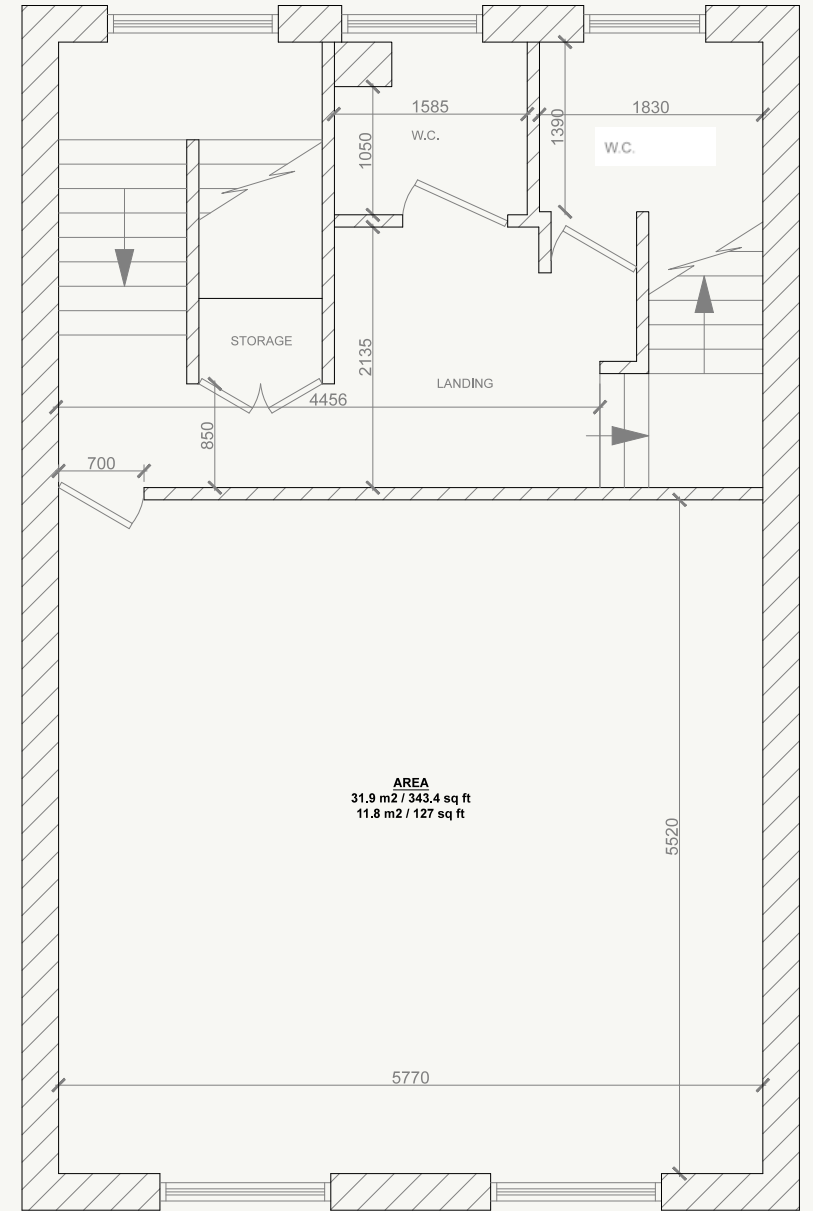 1585
1830
1390
W.C.
1050
W.C.
STORAGE
2135
LANDING
4456
850
700
AREA
31.9 m2 / 343.4 sq ft
11.8 m2 / 127 sq ft
5520
5770